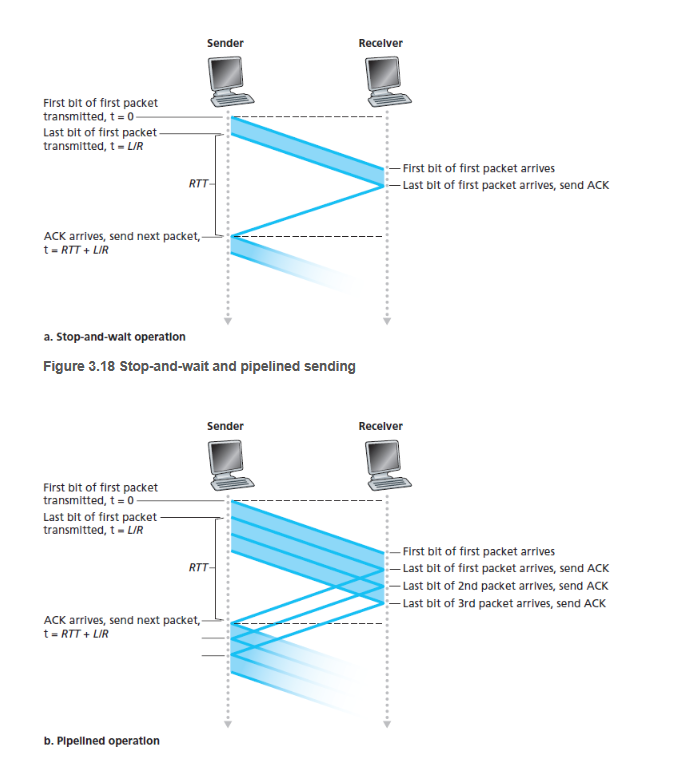 Sender
Receiver
First bit of first packet
transmitted, t = 0
Last bit of first packet
transmitted, t = L/R
First bit of first packet arrives
RTT
Last bit of first packet arrives, send ACK
ACK arrives, send next packet,
t = RTT + L/R
a. Stop-and-wait operation
Figure 3.18 Stop-and-wait and pipelined sending
Sender
Receiver
First bit of first packet
transmitted, t = 0
Last bit of first packet
transmitted, t = L/R
First bit of first packet arrives
RTT
Last bit of first packet arrives, send ACK
Last bit of 2nd packet arrives, send ACK
Last bit of 3rd packet arrives, send ACK
ACK arrives, send next packet,
t = RTT + L/R
b. Pipelined operation